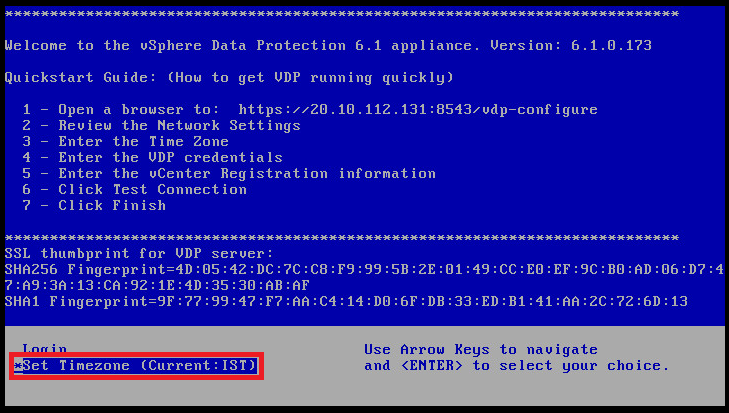 ***************************************************************************
Welcome to the vSphere Data Protection 6.1 appliance. Version: 6.1.0.173
Quickstart Guide: (How to get VDP running quickly)
1 - Open a browser to:  https://20.10.112.131:8543/vdp-configure
2 - Review the Network Settings
3 - Enter the Time Zone
4 - Enter the VDP credentials
5 - Enter the vCenter Registration information
6 - Click Test Connection
7 - Click Finish
***************************************************************************
SSL thumbprint for VDP server:
SHA256 Fingerprint=4D:05:42:DC:7C:C8:F9:99:5B:2E:01:49:CC:E0:EF:9C:B0:AD:06:D7:4
7:A9:3A:13:CA:92:1E:4D:35:30:AB:AF
SHA1 Fingerprint=9F:77:99:47:F7:AA:C4:14:D0:6F:DB:33:ED:B1:41:AA:2C:72:6D:13
Login
*Set Timezone (Current:IST)
Use Arrow Keys to navigate
and <ENTER> to select your choice.